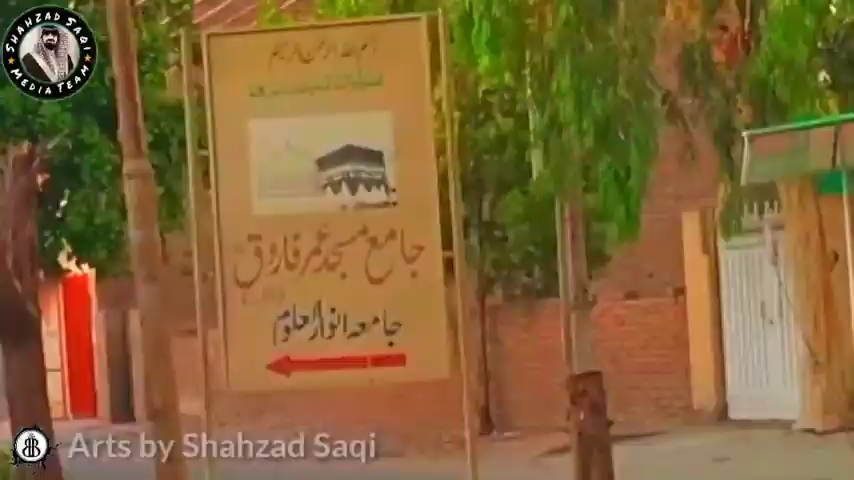 SHAHZAD SAQI
MEDIA TEAM
جامع مسجد عمر فاروق
جامعہ انوار العلوم
Arts by Shahzad Saqi